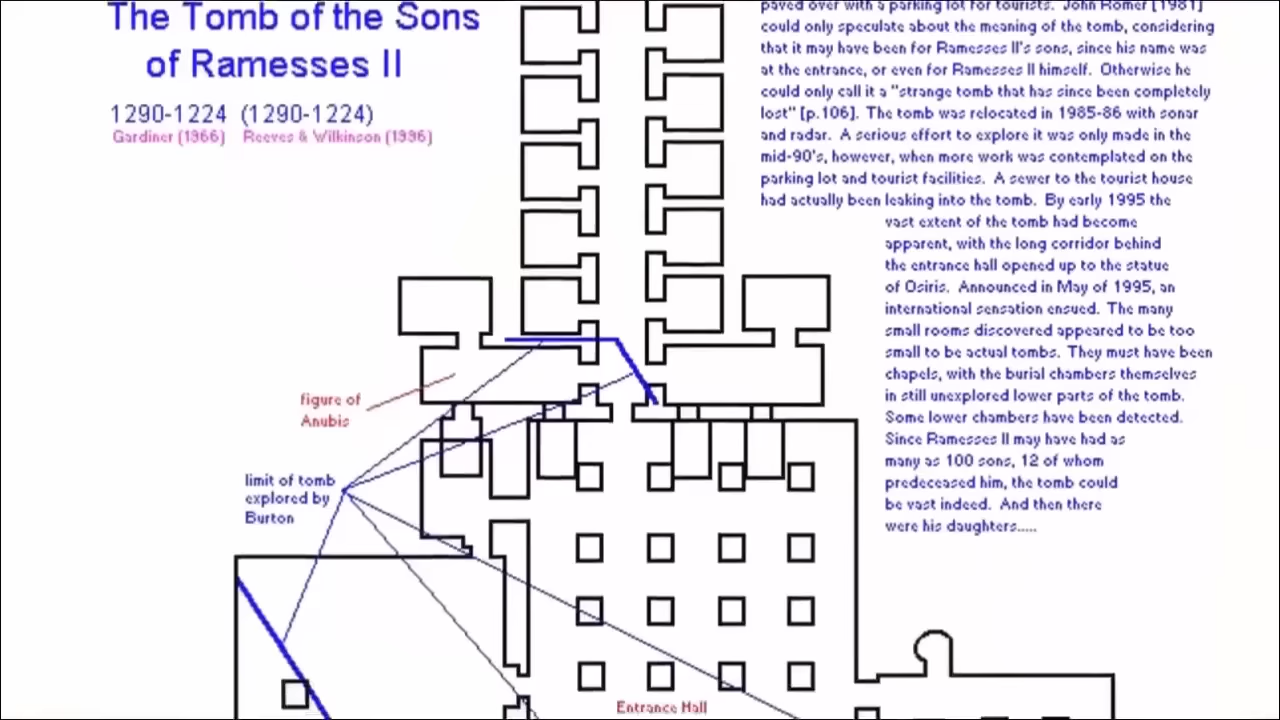 The Tomb of the Sons
of Ramesses II
1290-1224 (1290-1224)
Gardiner (1966) Reeves & Wilkinson (1996)
paved over with a parking lot for tourists. John Romer [1981]
could only speculate about the meaning of the tomb, considering
that it may have been for Ramesses II's sons, since his name was
at the entrance, or even for Ramesses II himself. Otherwise he
could only call it a "strange tomb that has since been completely
lost" [p.106]. The tomb was relocated in 1985-86 with sonar
and radar. A serious effort to explore it was only made in the
mid-90's, however, when more work was contemplated on the
parking lot and tourist facilities. A sewer to the tourist house
had actually been leaking into the tomb. By early 1995 the
vast extent of the tomb had become
apparent, with the long corridor behind
the entrance hall opened up to the statue
of Osiris. Announced in May of 1995, an
international sensation ensued. The many
small rooms discovered appeared to be too
small to be actual tombs. They must have been
chapels, with the burial chambers themselves
in still unexplored lower parts of the tomb.
Some lower chambers have been detected.
Since Ramesses II may have had as
many as 100 sons, 12 of whom
predeceased him, the tomb could
be vast indeed. And then there
were his daughters.....
figure of
Anubis
limit of tomb
explored by
Burton
Entrance Hall